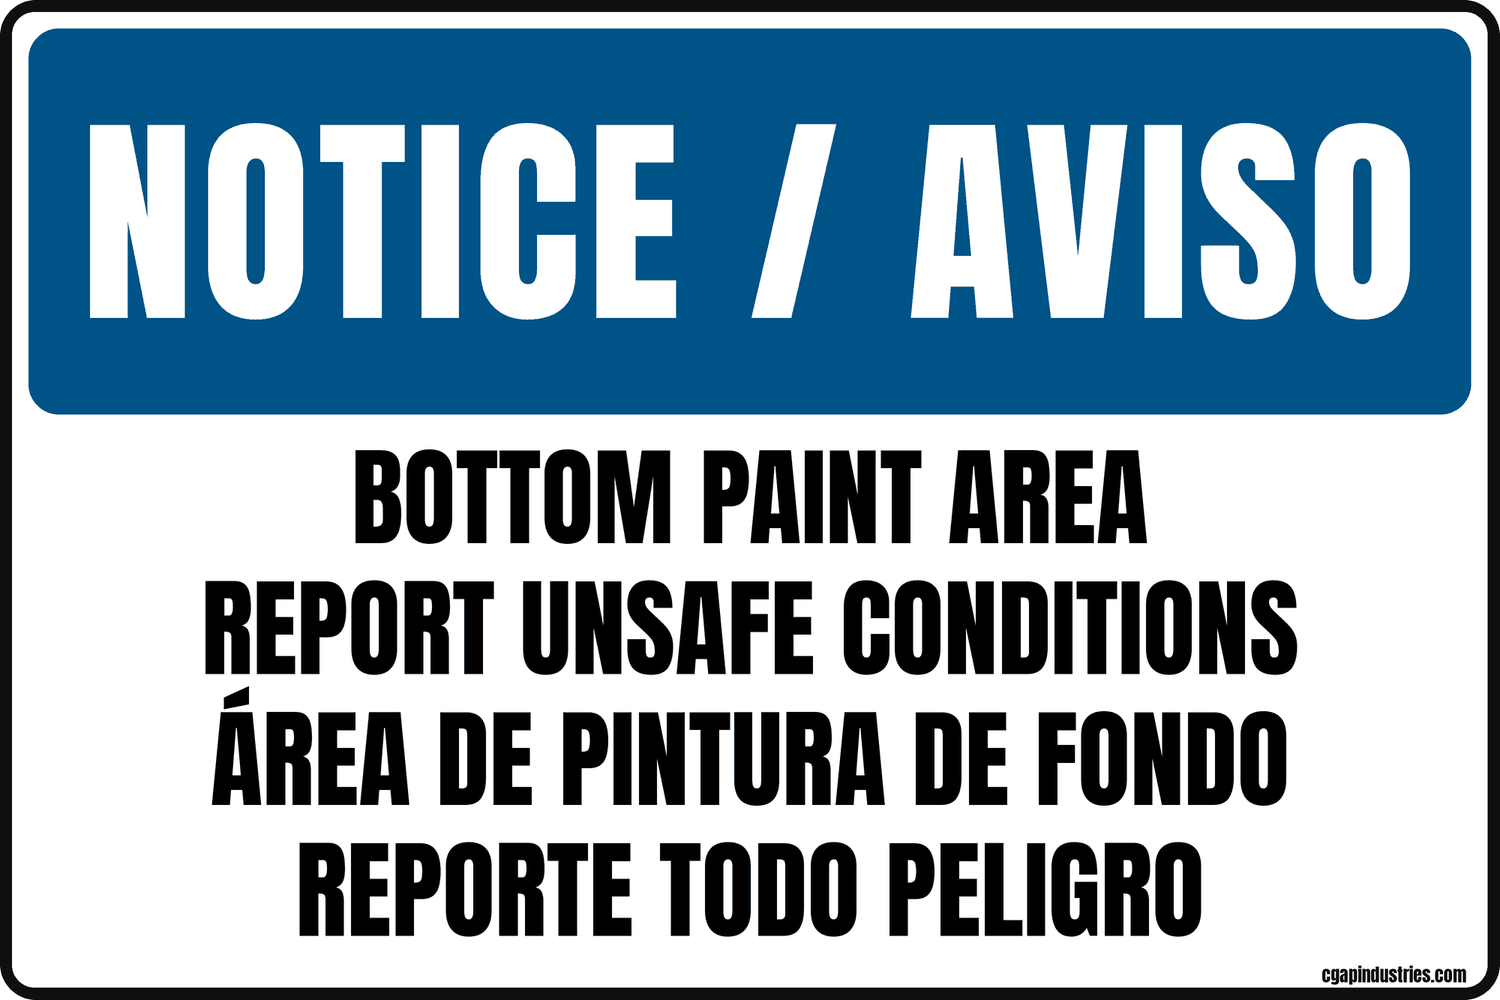 NOTICE / AVISO
BOTTOM PAINT AREA
REPORT UNSAFE CONDITIONS
ÁREA DE PINTURA DE FONDO
REPORTE TODO PELIGRO
cgapindustries.com